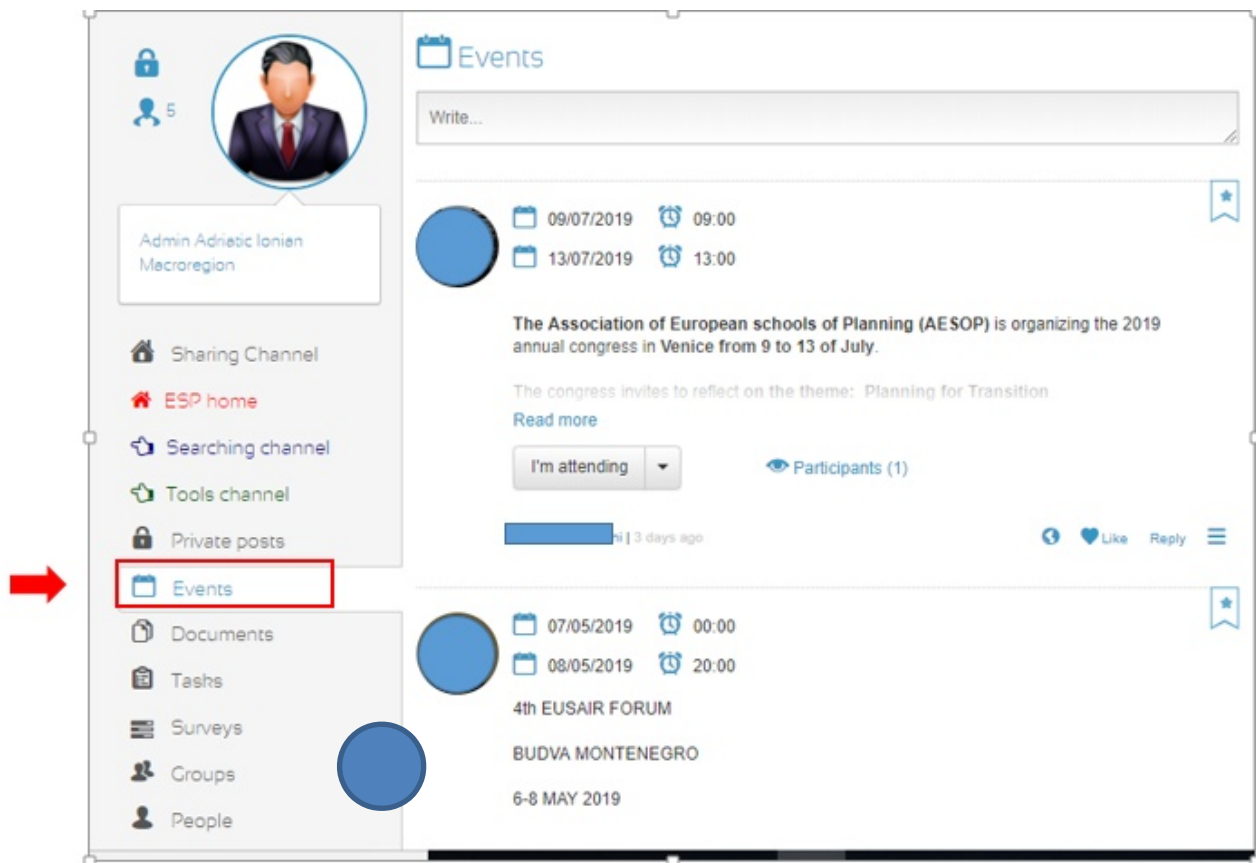 5
Admin Adriatic Ionian
Macroregion
Sharing Channel
ESP home
Searching channel
Tools channel
Private posts
Events
Documents
Tasks
Surveys
Groups
People
Events
Write...
09/07/2019 09:00
13/07/2019 13:00
The Association of European schools of Planning (AESOP) is organizing the 2019
annual congress in Venice from 9 to 13 of July.
The congress invites to reflect on the theme: Planning for Transition
Read more
I'm attending
Participants (1)
| 3 days ago
Like Reply
07/05/2019 00:00
08/05/2019 20:00
4th EUSAIR FORUM
BUDVA MONTENEGRO
6-8 MAY 2019